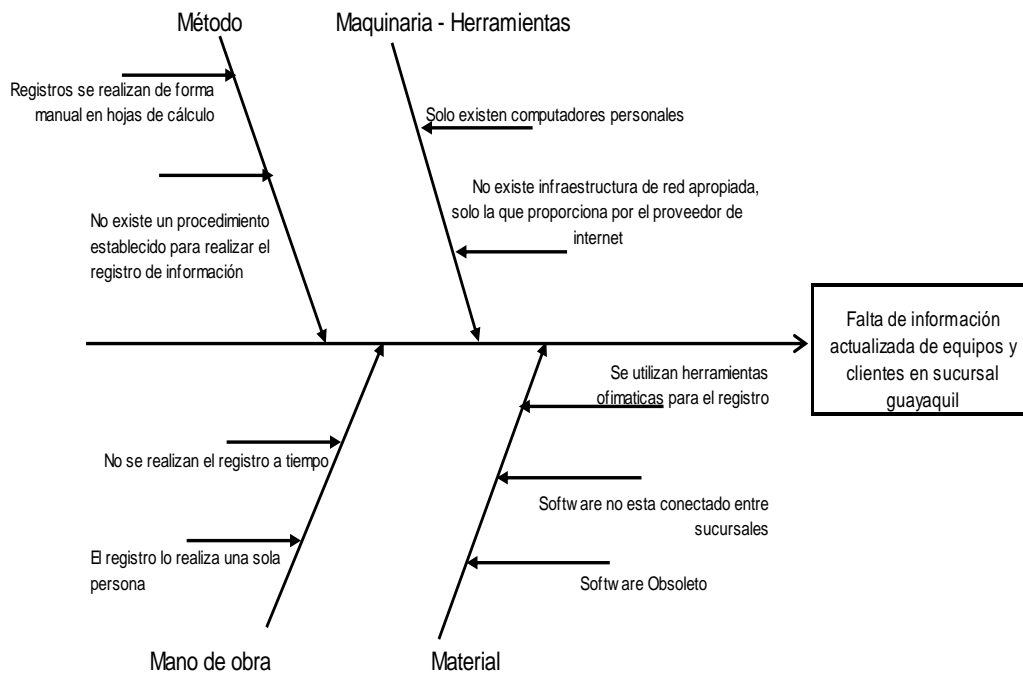 Método
Maquinaria - Herramientas
Registros se realizan de forma
manual en hojas de cálculo
Solo existen computadores personales
No existe un procedimiento
establecido para realizar el
registro de información
No existe infraestructura de red apropiada,
solo la que proporciona por el proveedor de
internet
Falta de información
actualizada de equipos y
clientes en sucursal
guayaquil
No se realizan el registro a tiempo
El registro lo realiza una sola
persona
Se utilizan herramientas
ofimaticas para el registro
Software no esta conectado entre
sucursales
Software Obsoleto
Mano de obra
Material